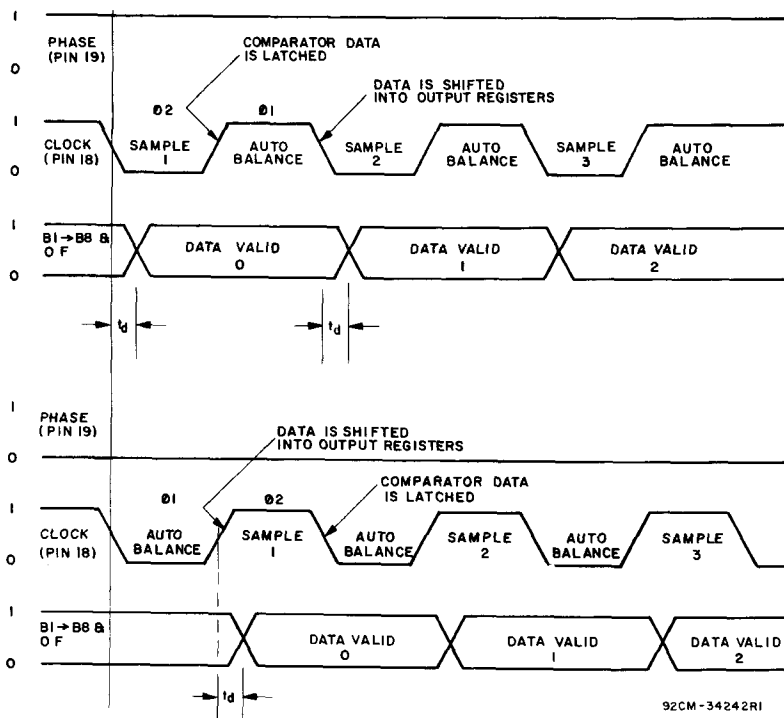 1
PHASE
(PIN 19)
0
COMPARATOR DATA
IS LATCHED
DATA IS SHIFTED
INTO OUTPUT REGISTERS
Ø2
Ø1
1
CLOCK
(PIN 18)
0
SAMPLE
1
AUTO
BALANCE
SAMPLE
2
AUTO
BALANCE
SAMPLE
3
AUTO
BALANCE
1
B1→B8 &
OF
0
DATA VALID
0
DATA VALID
1
DATA VALID
2
td
td
1
PHASE
(PIN 19)
0
DATA IS SHIFTED
INTO OUTPUT REGISTERS
COMPARATOR DATA
IS LATCHED
Ø1
Ø2
1
CLOCK
(PIN 18)
0
AUTO
BALANCE
SAMPLE
1
AUTO
BALANCE
SAMPLE
2
AUTO
BALANCE
SAMPLE
3
1
B1→B8 &
OF
0
DATA VALID
0
DATA VALID
1
DATA VALID
2
td
92CM-34242R1